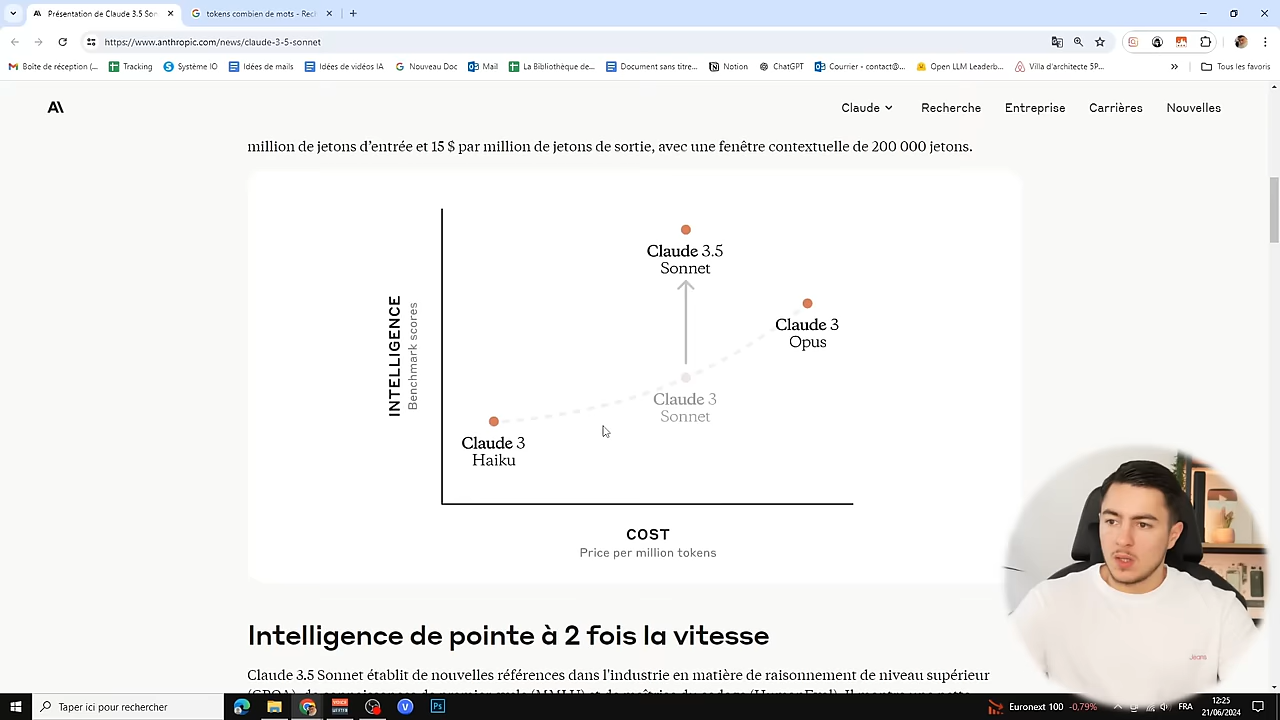 Présentation de Claude 3.5 Son
tokens combien de mots - Rech
https://www.anthropic.com/news/claude-3-5-sonnet
Boîte de réception (...
Tracking
Système IO
Idées de mails
Idées de vidéos IA
Nouveau Doc
Mail
La Bibliothèque de...
Document sans titre...
Notion
ChatGPT
Courrier • contact@...
Open LLM Leaderb...
Villa d'architecte 5P...
Tous les favoris
Claude
Recherche
Entreprise
Carrières
Nouvelles
million de jetons d'entrée et 15 $ par million de jetons de sortie, avec une fenêtre contextuelle de 200 000 jetons.
Claude 3.5
Sonnet
Claude 3
Opus
Claude 3
Sonnet
Claude 3
Haiku
INTELLIGENCE
Benchmark scores
COST
Price per million tokens
Intelligence de pointe à 2 fois la vitesse
Claude 3.5 Sonnet établit de nouvelles références dans l'industrie en matière de raisonnement de niveau supérieur
Taper ici pour rechercher
Euronext 100 -0,79%
FRA
12:25
21/06/2024